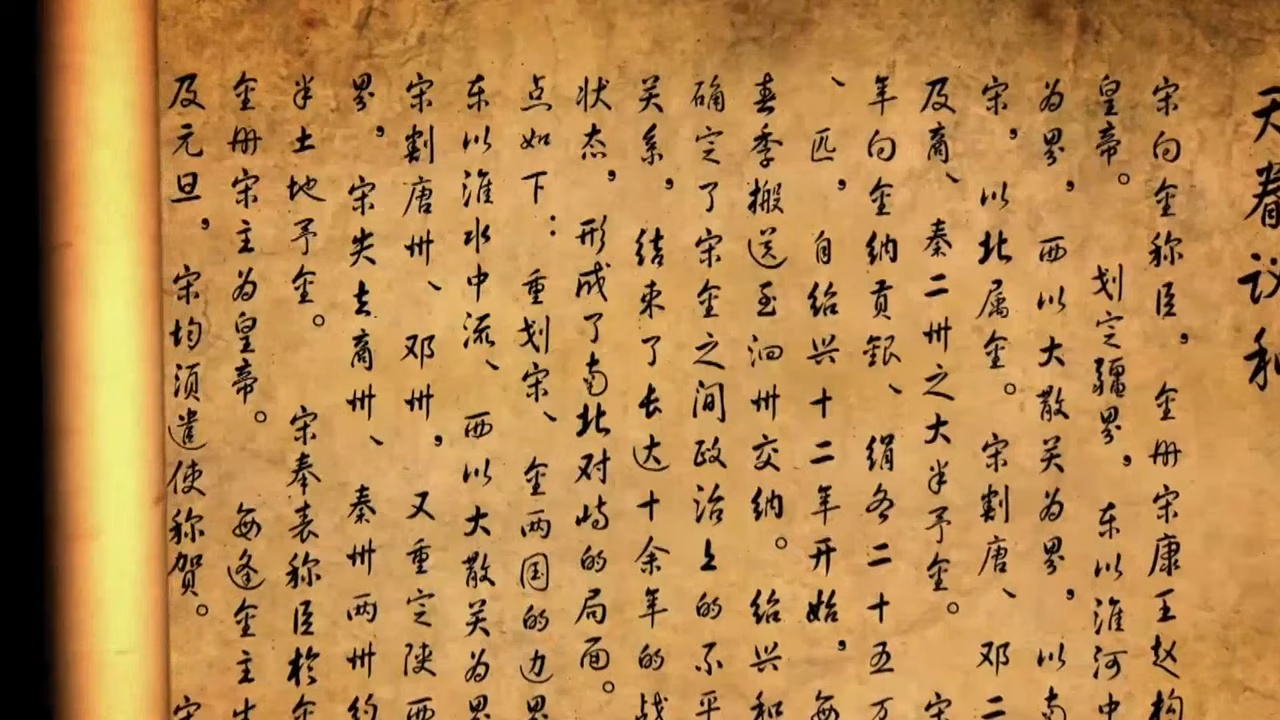 天眷议和
宋向金称臣，金册宋康王赵构
皇帝。 划定疆界，东以淮河中
为界，西以大散关为界，以南
宋，以北属金。宋割唐、邓二
及商、秦二州之大半予金。宋
年向金纳贡银、绢各二十五万
、匹，自绍兴十二年开始，每
春季搬送至泗州交纳。绍兴和
确定了宋金之间政治上的不平
关系，结束了长达十余年的战
状态，形成了南北对峙的局面。
点如下：重划宋、金两国的边界
东以淮水中流、西以大散关为界
宋割唐州、邓州，又重定陕西
界，宋失去商州、秦州两州约
半土地予金。 宋奉表称臣於金
金册宋主为皇帝。 每逢金主生
及元旦，宋均须遣使称贺。 宋